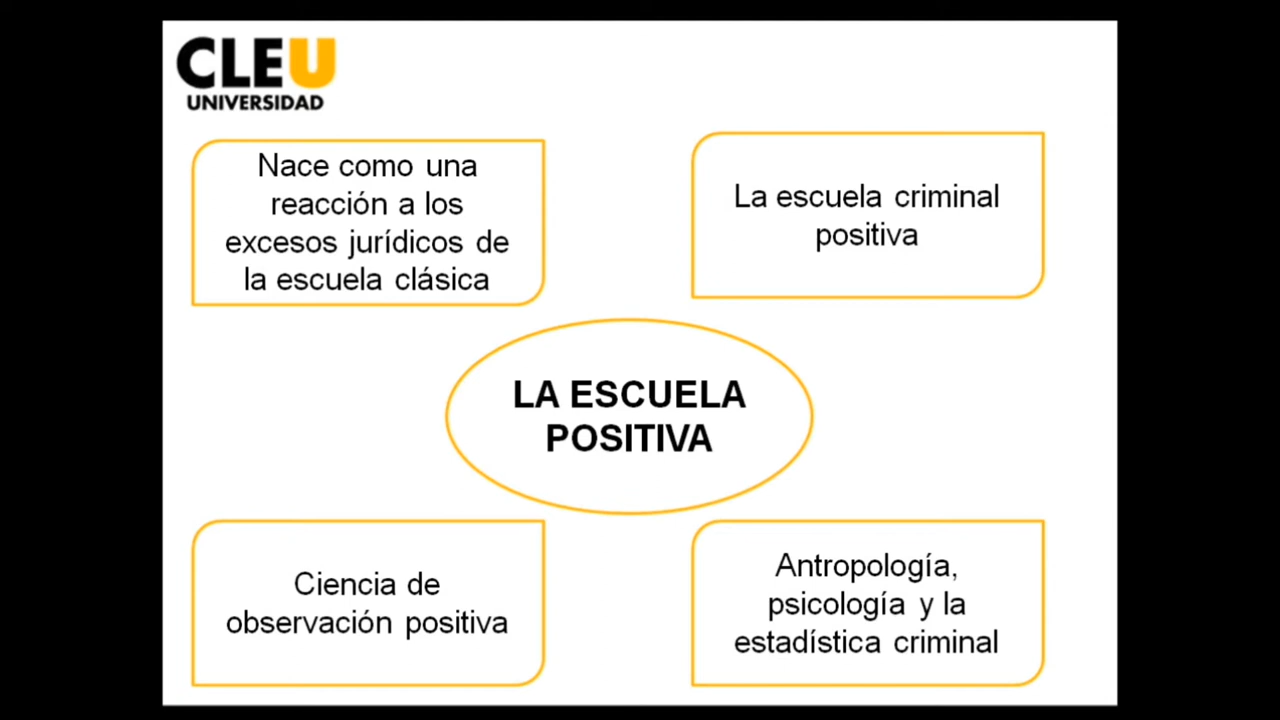 CLEU
UNIVERSIDAD
Nace como una
reacción a los
excesos jurídicos de
la escuela clásica
La escuela criminal
positiva
LA ESCUELA
POSITIVA
Ciencia de
observación positiva
Antropología,
psicología y la
estadística criminal